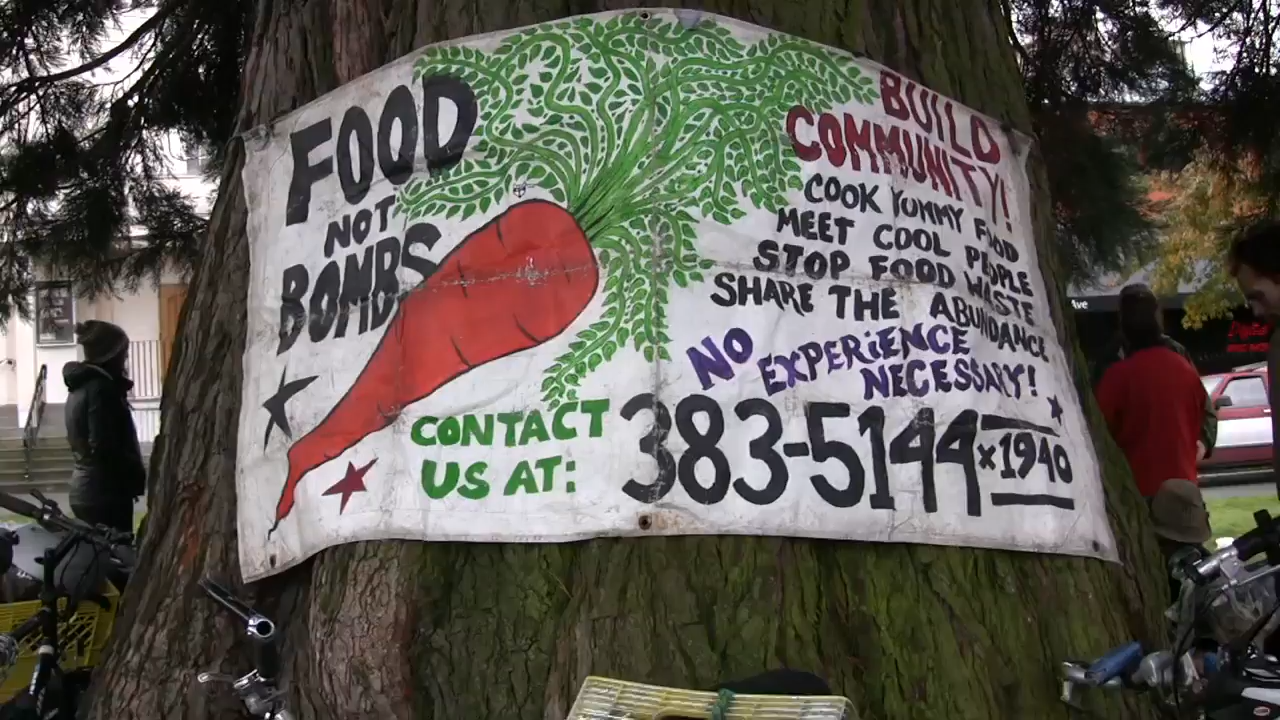 FOOD
NOT
BOMBS
BUILD
COMMUNITY!
COOK YUMMY FOOD
MEET COOL PEOPLE
STOP FOOD WASTE
SHARE THE ABUNDANCE
NO EXPERiENCE
NECESSARY!
CONTACT
US AT:
383-5144 x1940
Ave